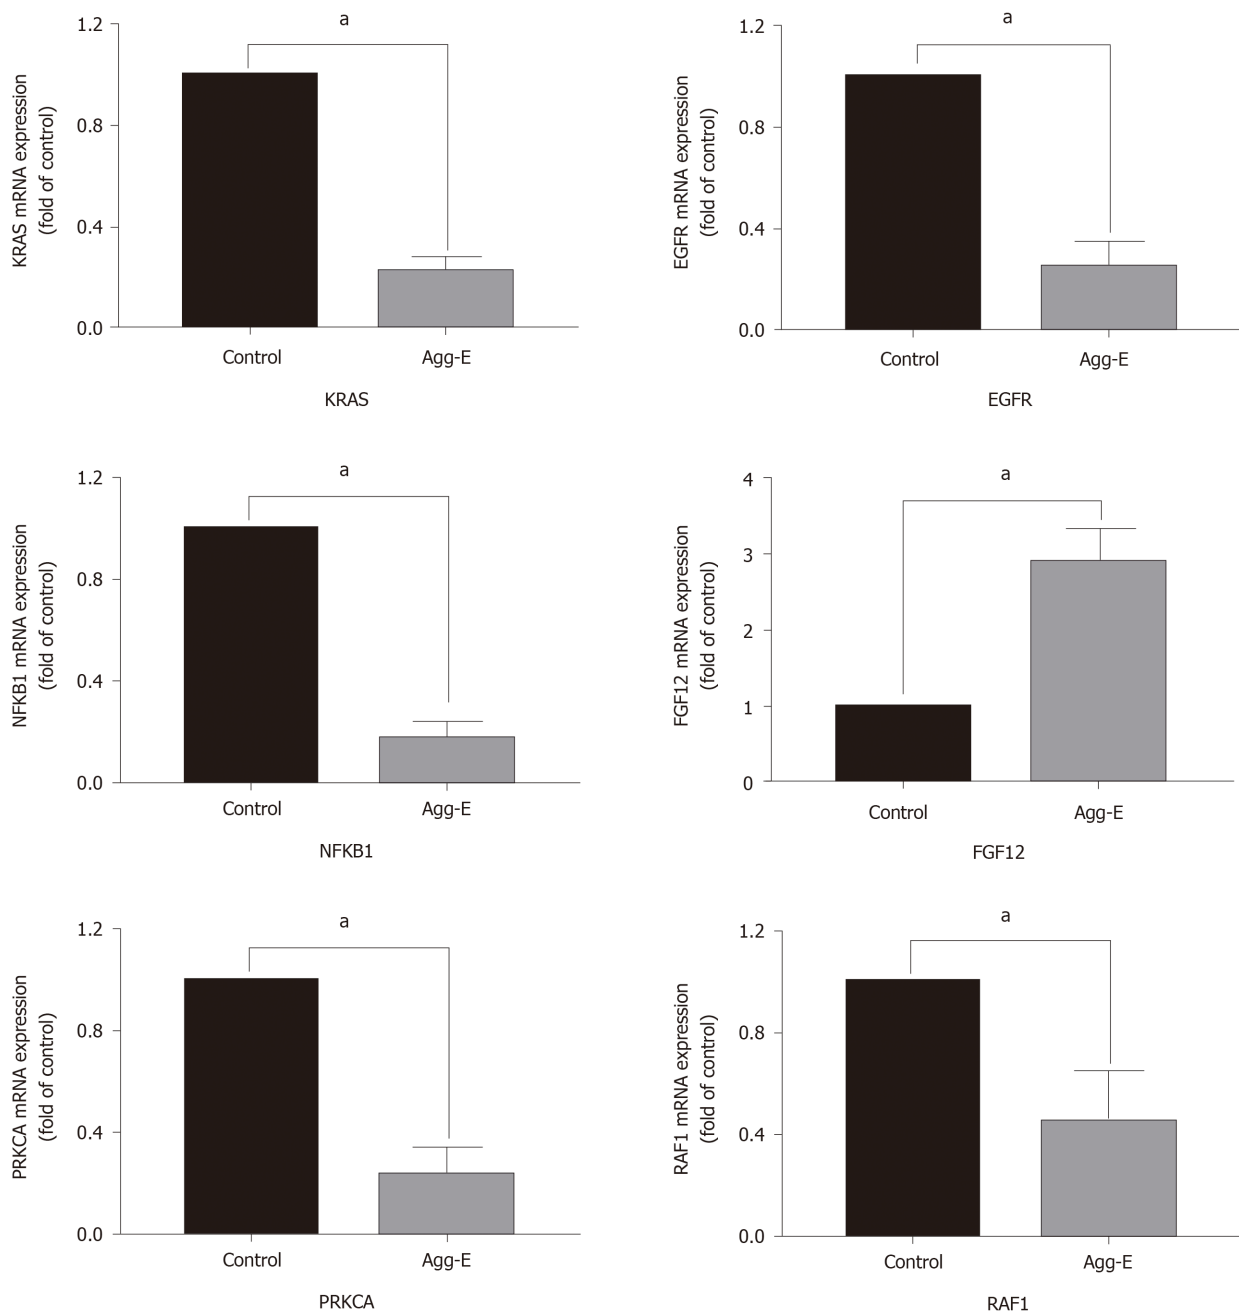 a
KRAS mRNA expression
(fold of control)
1.2
0.8
0.4
0.0
Control
Agg-E
KRAS
a
EGFR mRNA expression
(fold of control)
1.2
0.8
0.4
0.0
Control
Agg-E
EGFR
a
NFKB1 mRNA expression
(fold of control)
1.2
0.8
0.4
0.0
Control
Agg-E
NFKB1
a
FGF12 mRNA expression
(fold of control)
4
3
2
1
0
Control
Agg-E
FGF12
a
PRKCA mRNA expression
(fold of control)
1.2
0.8
0.4
0.0
Control
Agg-E
PRKCA
a
RAF1 mRNA expression
(fold of control)
1.2
0.8
0.4
0.0
Control
Agg-E
RAF1